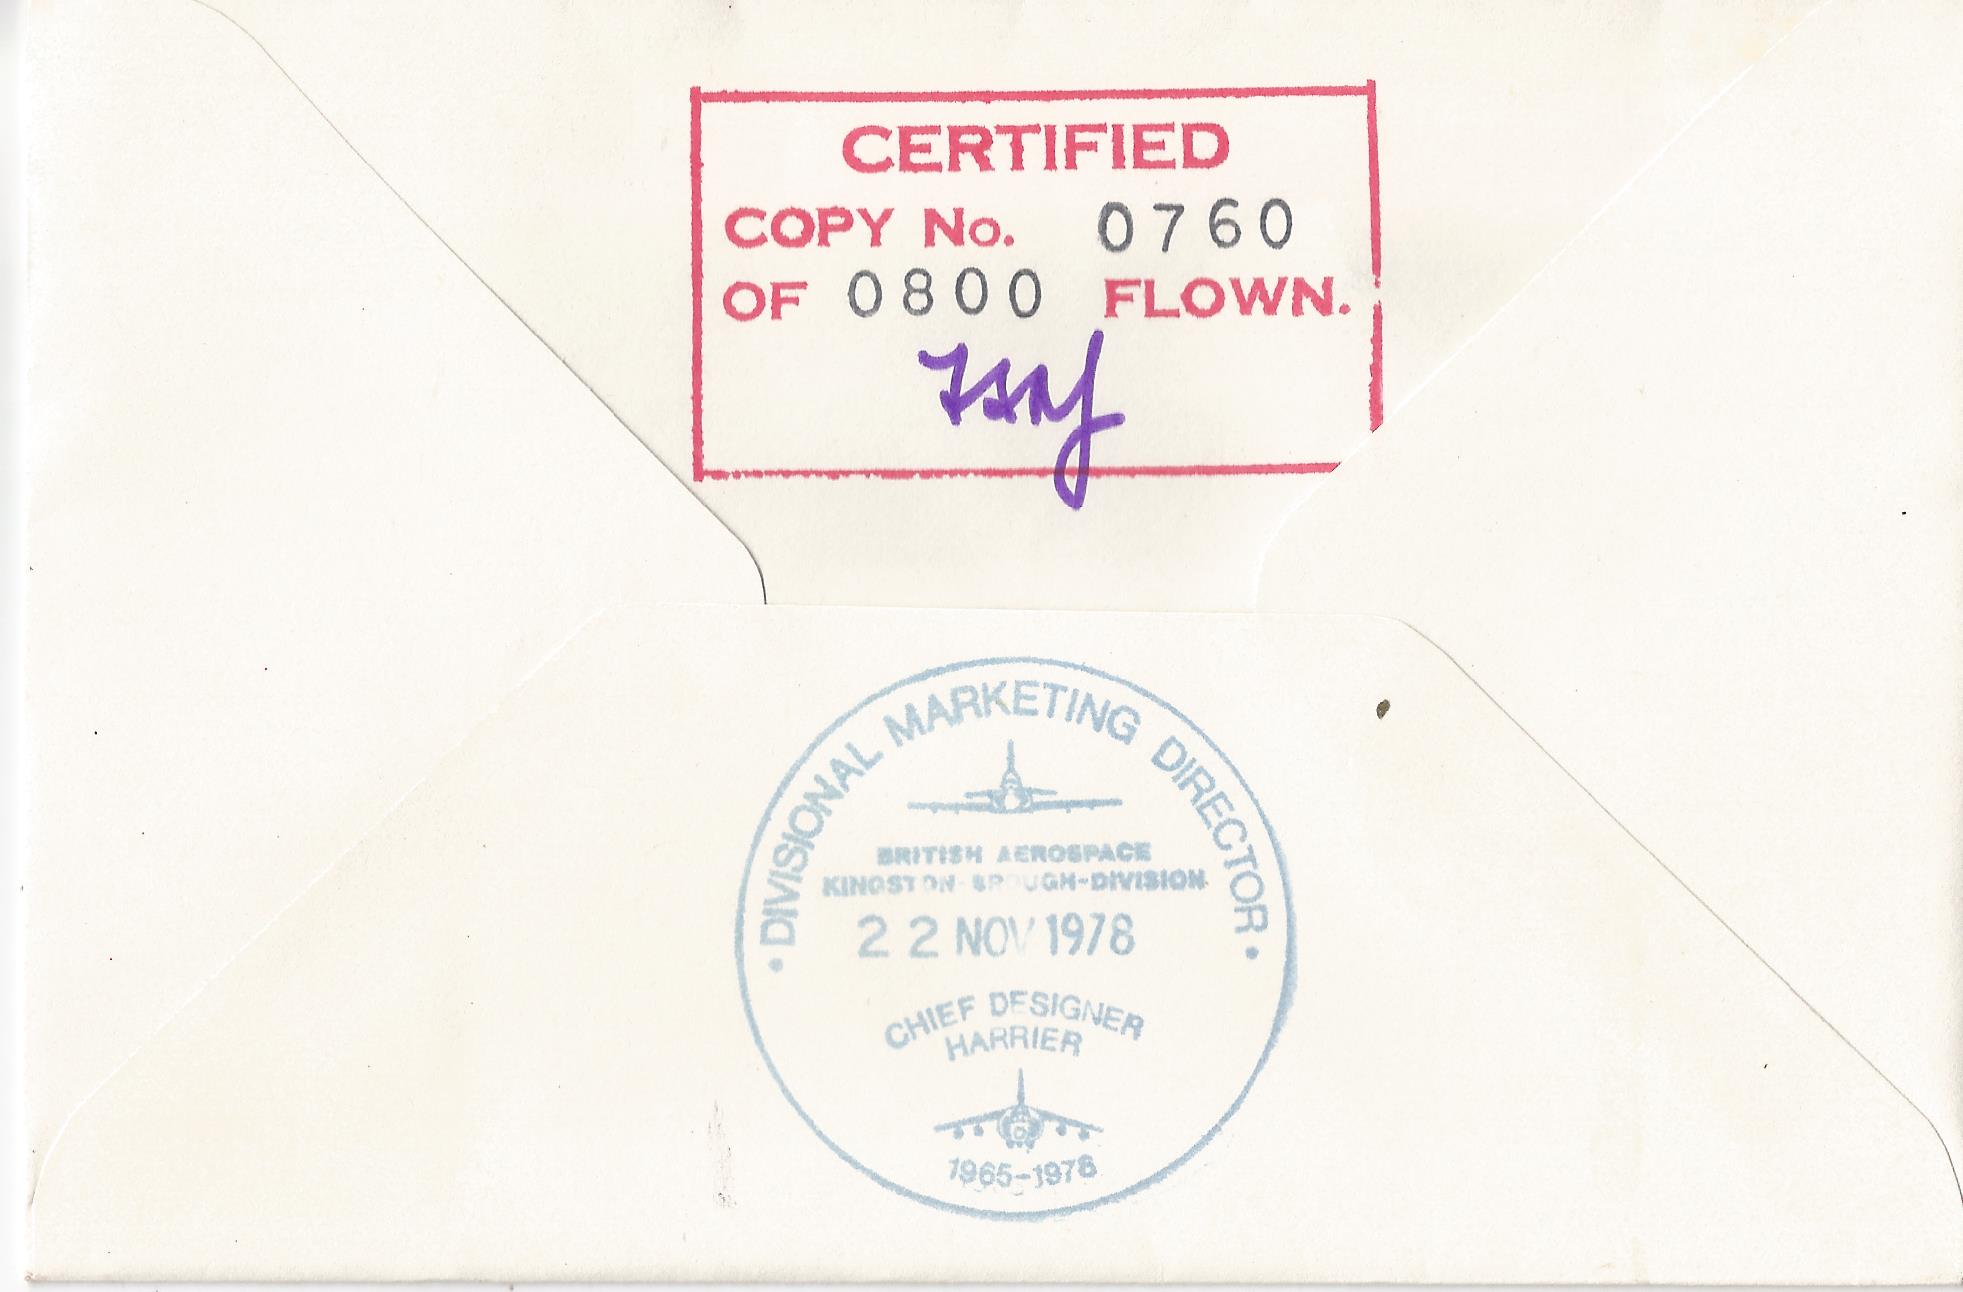 CERTIFIED
COPY No. 0760
OF 0800 FLOWN.
• DIVISIONAL MARKETING DIRECTOR •
BRITISH AEROSPACE
KINGSTON-BROUGH-DIVISION
22 NOV 1978
CHIEF DESIGNER
HARRIER
1965-1978